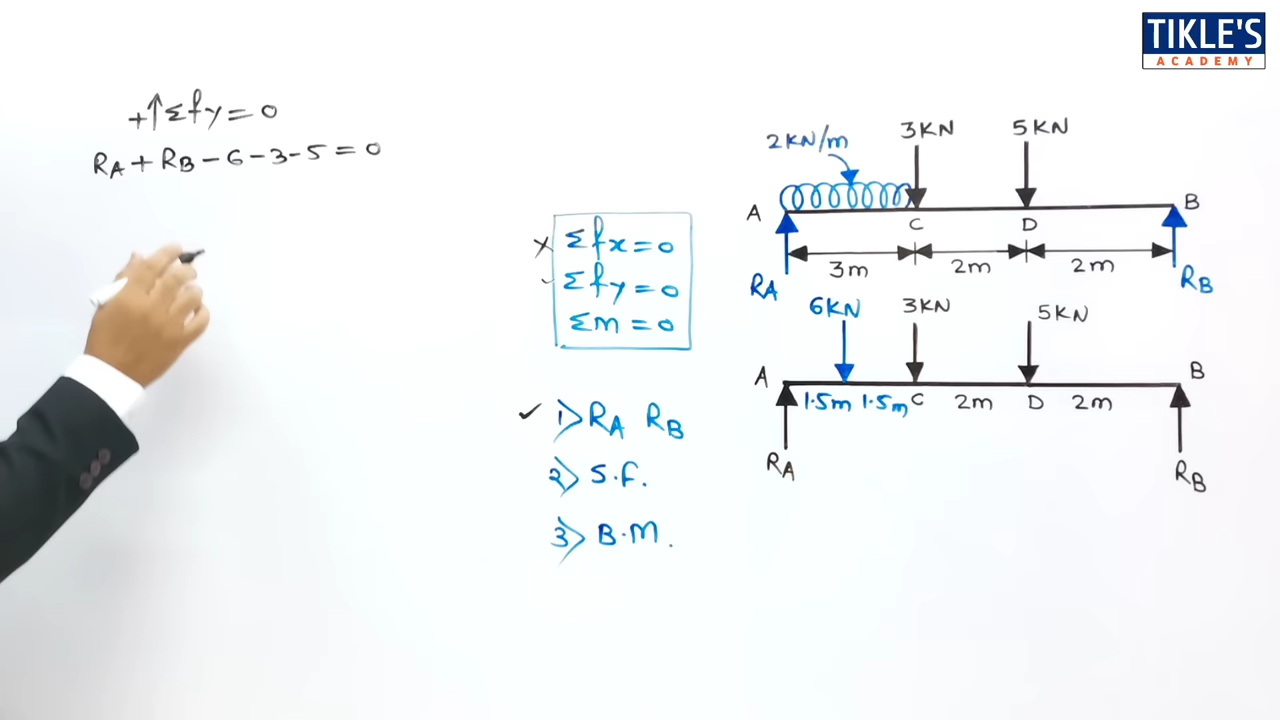 TIKLE'S
ACADEMY
+↑Σfy=0
RA+RB-6-3-5=0
Σfx=0
Σfy=0
ΣM=0
✓ 1> RA RB
2> S.F.
3> B.M.
2KN/m 3KN 5KN
A C D B
3m 2m 2m
RA RB
6KN 3KN 5KN
A B
1.5m 1.5m C 2m D 2m
RA RB